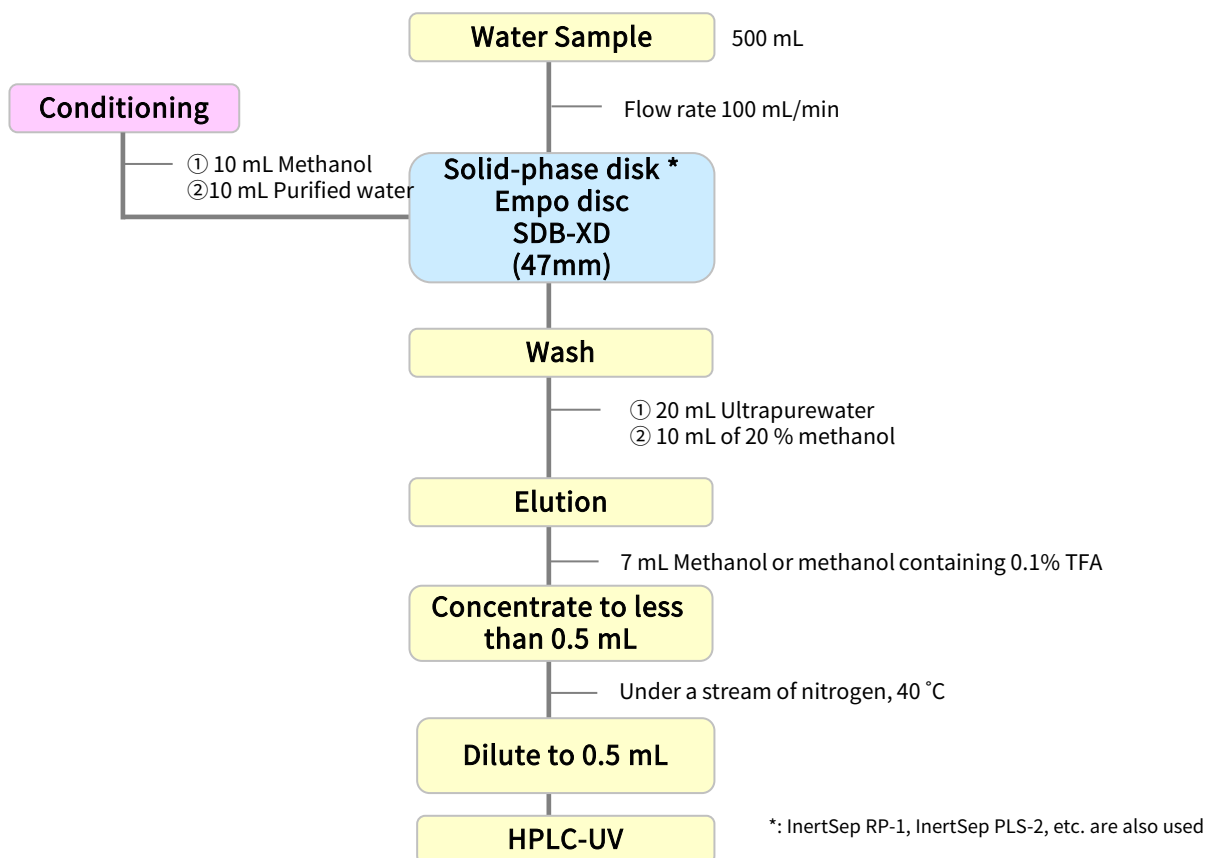 Water Sample
500 mL
Flow rate 100 mL/min
Conditioning
① 10 mL Methanol
②10 mL Purified water
Solid-phase disk *
Empo disc
SDB-XD
(47mm)
Wash
① 20 mL Ultrapurewater
② 10 mL of 20 % methanol
Elution
7 mL Methanol or methanol containing 0.1% TFA
Concentrate to less
than 0.5 mL
Under a stream of nitrogen, 40 ˚C
Dilute to 0.5 mL
HPLC-UV
*: InertSep RP-1, InertSep PLS-2, etc. are also used